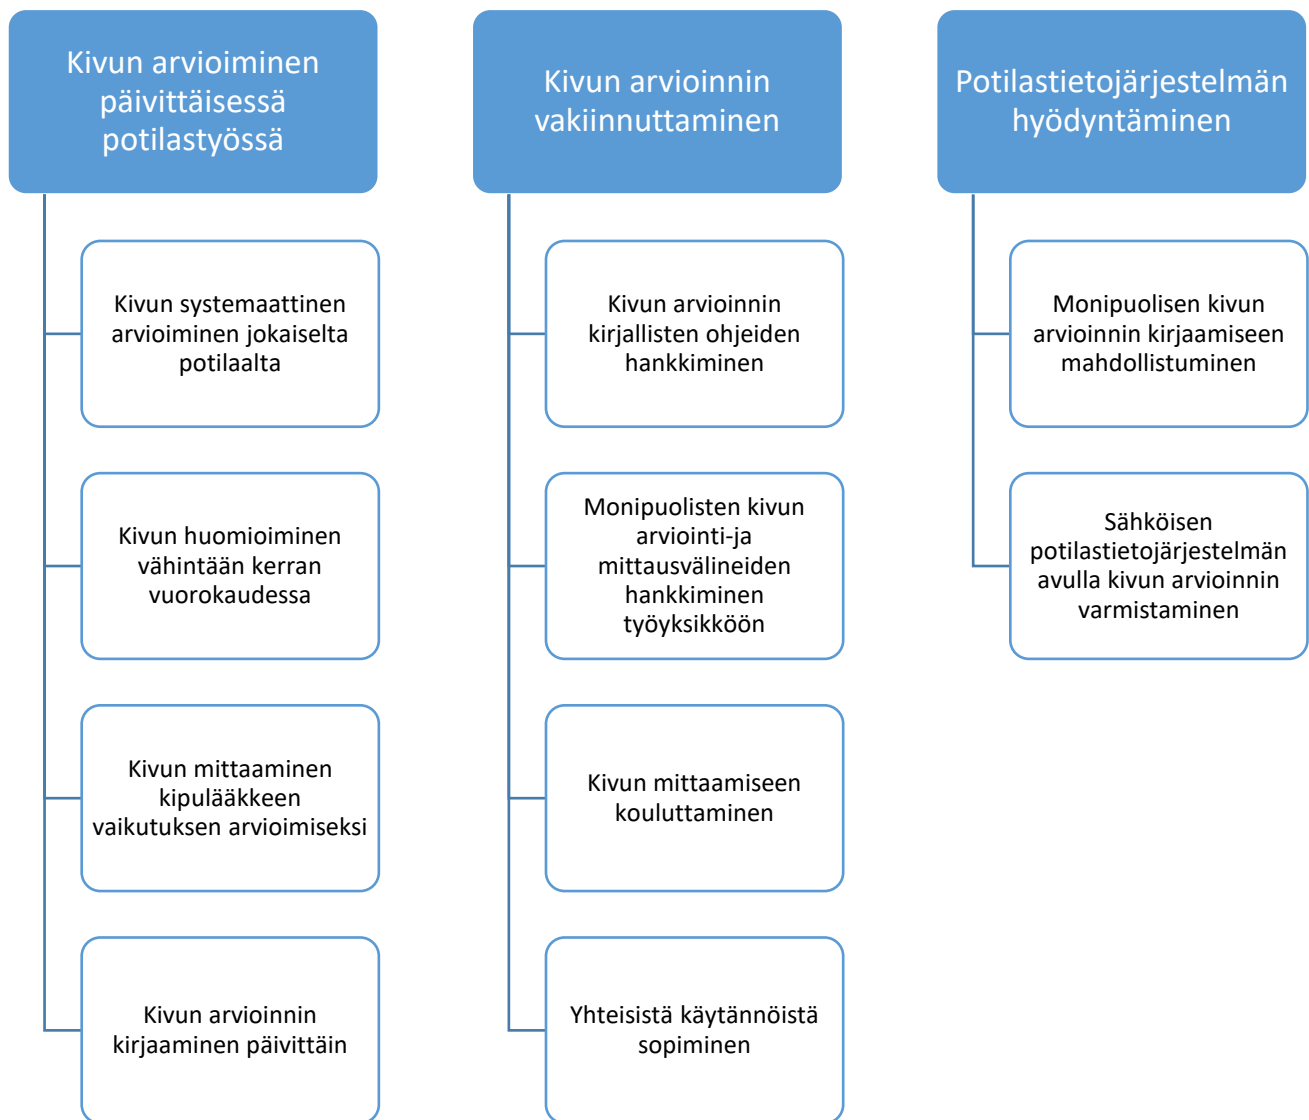 Kivun arvioiminen
päivittäisessä
potilastyössä
Kivun systemaattinen
arvioiminen jokaiselta
potilaalta
Kivun huomioiminen
vähintään kerran
vuorokaudessa
Kivun mittaaminen
kipulääkkeen
vaikutuksen arvioimiseksi
Kivun arvioinnin
kirjaaminen päivittäin
Kivun arvioinnin
vakiinnuttaminen
Kivun arvioinnin
kirjallisten ohjeiden
hankkiminen
Monipuolisten kivun
arviointi-ja
mittausvälineiden
hankkiminen
työyksikköön
Kivun mittaamiseen
kouluttaminen
Yhteisistä käytännöistä
sopiminen
Potilastietojärjestelmän
hyödyntäminen
Monipuolisen kivun
arvioinnin kirjaamiseen
mahdollistuminen
Sähköisen
potilastietojärjestelmän
avulla kivun arvioinnin
varmistaminen